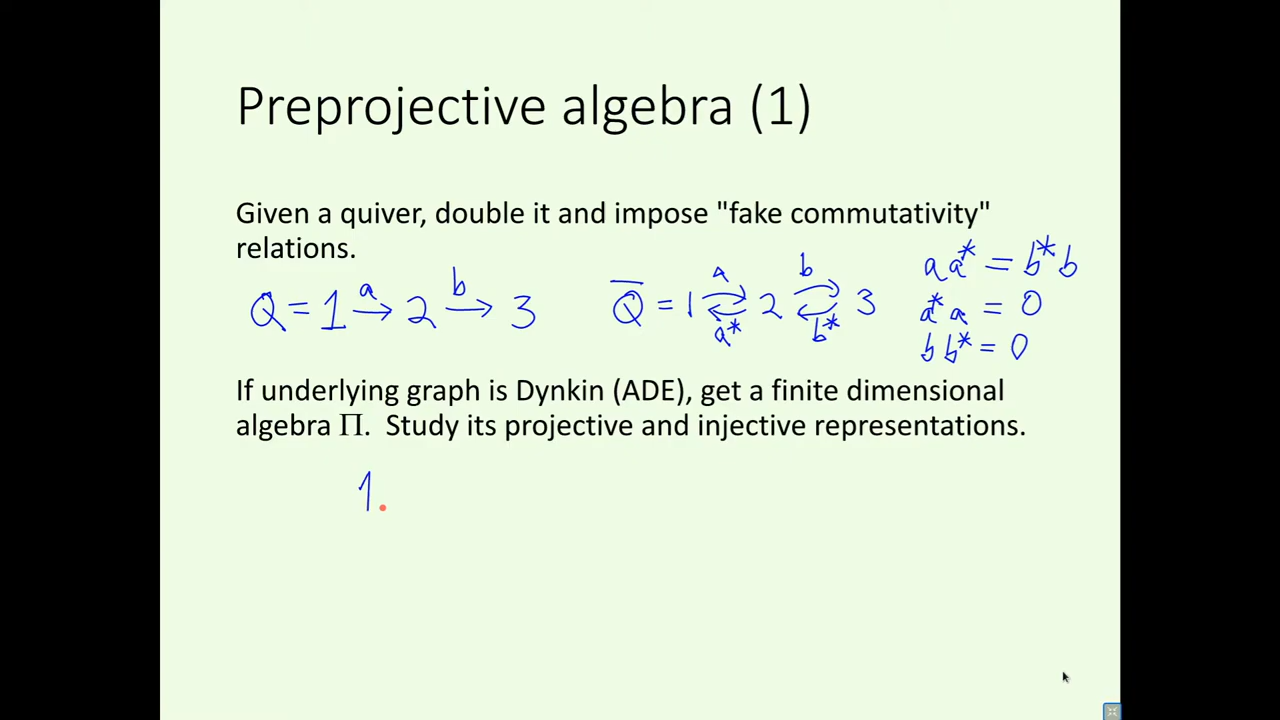 Preprojective algebra (1)
Given a quiver, double it and impose "fake commutativity"
relations.
Q = 1 -a-> 2 -b-> 3
Q̅ = 1 ⇄ 2 ⇄ 3
a b
a* b*
aa* = b*b
a*a = 0
bb* = 0
If underlying graph is Dynkin (ADE), get a finite dimensional
algebra Π. Study its projective and injective representations.
1